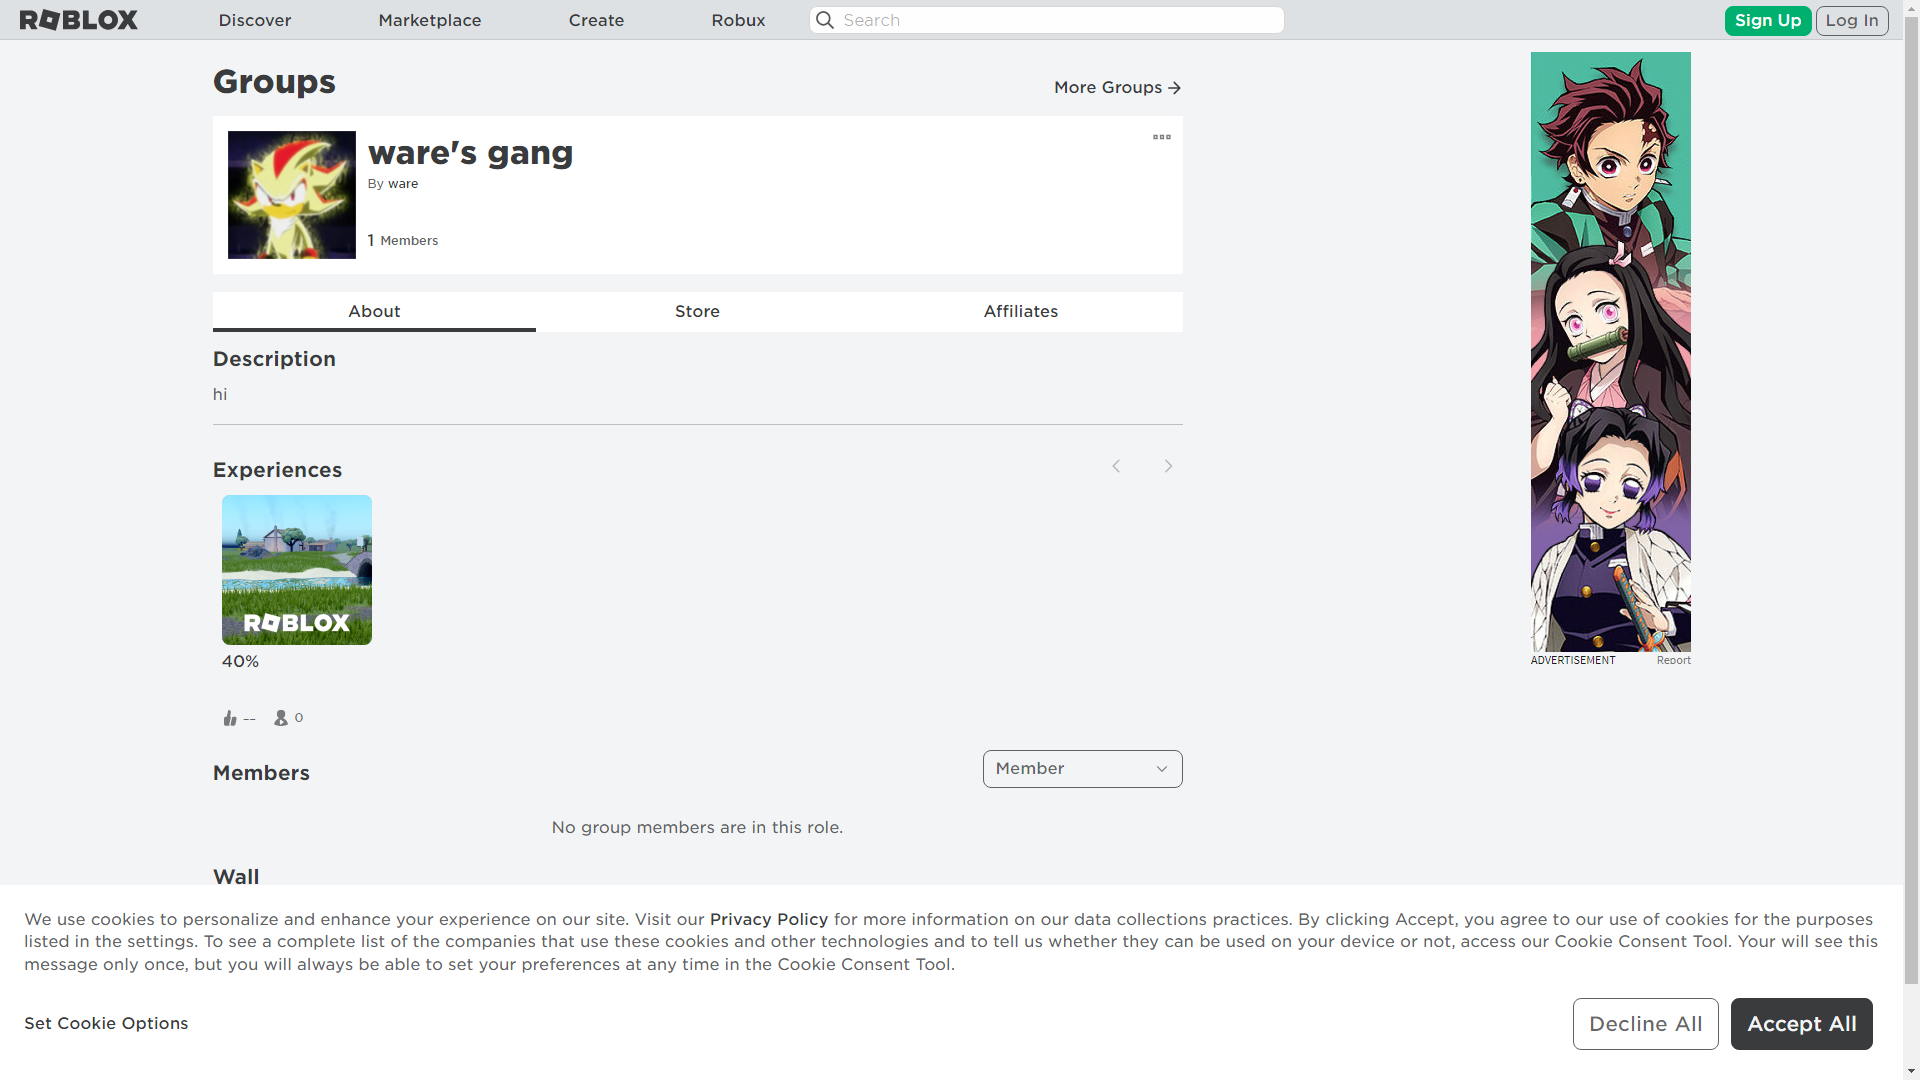 ROBLOX
Discover
Marketplace
Create
Robux
Search
Sign Up
Log In
Groups
More Groups
ware's gang
By ware
1 Members
About
Store
Affiliates
Description
hi
Experiences
ROBLOX
40%
--
0
ADVERTISEMENT
Report
Members
Member
No group members are in this role.
Wall
We use cookies to personalize and enhance your experience on our site. Visit our Privacy Policy for more information on our data collections practices. By clicking Accept, you agree to our use of cookies for the purposes
listed in the settings. To see a complete list of the companies that use these cookies and other technologies and to tell us whether they can be used on your device or not, access our Cookie Consent Tool. Your will see this
message only once, but you will always be able to set your preferences at any time in the Cookie Consent Tool.
Set Cookie Options
Decline All
Accept All